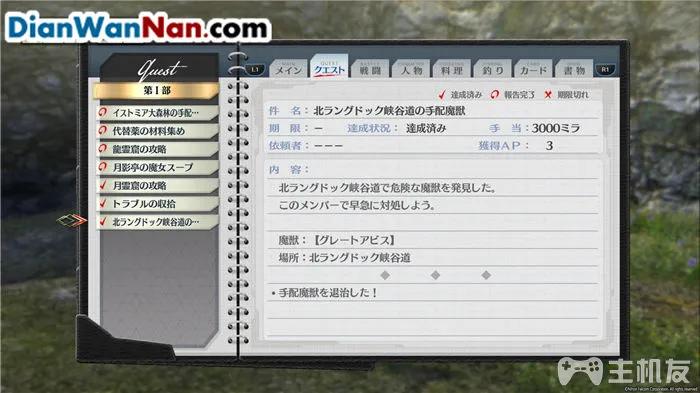 DianWanNan.com
quest
第Ⅰ部
イストミア大森林の手配…
代替薬の材料集め
龍霊窟の攻略
月影亭の魔女スープ
月霊窟の攻略
トラブルの収拾
北ラングドック峡谷道の…
L1 メイン クエスト 戦闘 人物 料理 釣り カード 書物 R1
MAIN QUEST BATTLE
達成済み 報告完了 期限切れ
件 名：北ラングドック峡谷道の手配魔獣
期 限：－ 達成状況： 達成済み 手 当：3000ミラ
依頼者：－－－ 獲得ＡＰ： 3
内 容：
北ラングドック峡谷道で危険な魔獣を発見した。
このメンバーで早急に対処しよう。
魔獣：【グレートアビス】
場所：北ラングドック峡谷道
・手配魔獣を退治した！
主机友
©Nihon Falcom Corporation. All rights reserved.